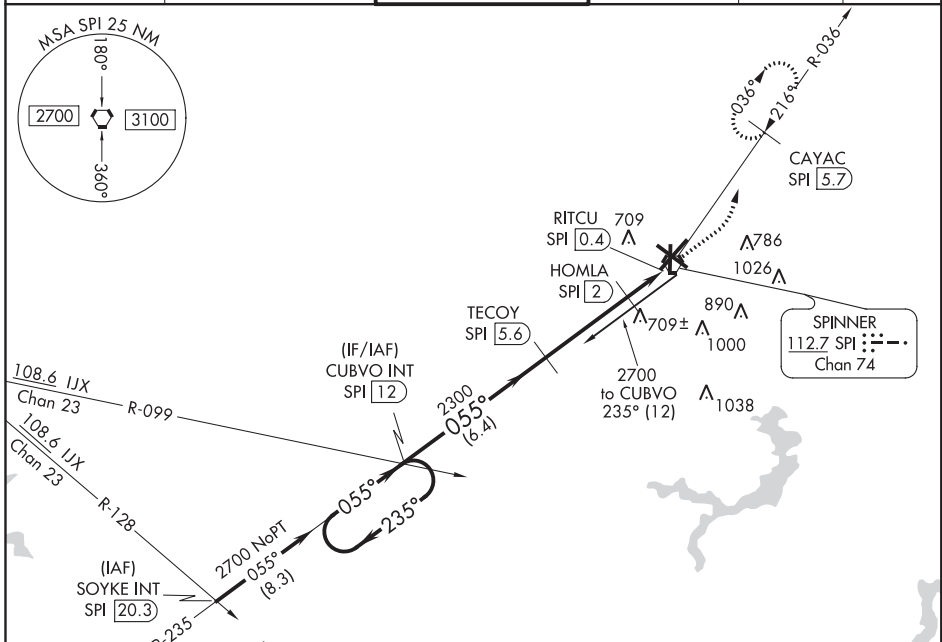 MSA SPI 25 NM
180°
2700
3100
360°
R-036
036°
216°
CAYAC
SPI 5.7
RITCU
SPI 0.4
709
786
1026
HOMLA
SPI 2
890
709±
1000
TECOY
SPI 5.6
SPINNER
112.7 SPI
Chan 74
(IF/IAF)
CUBVO INT
SPI 12
2700
to CUBVO
235° (12)
1038
108.6 IJX
Chan 23
R-099
2300
055°
(6.4)
108.6 IJX
Chan 23
R-128
055°
235°
2700 NoPT
055°
(8.3)
(IAF)
SOYKE INT
SPI 20.3
-235